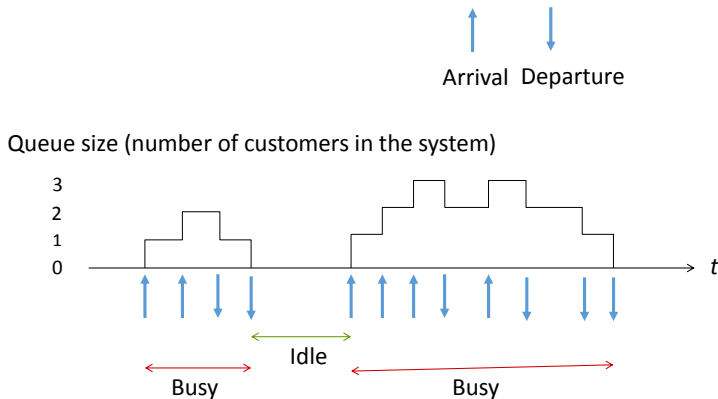 Arrival Departure
Queue size (number of customers in the system)
3
2
1
0
t
Idle
Busy
Busy